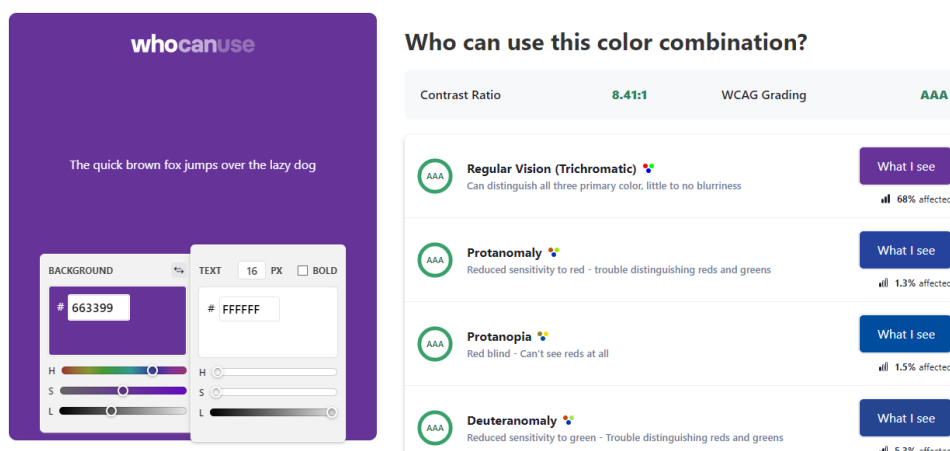 whocanuse
The quick brown fox jumps over the lazy dog
BACKGROUND
# 663399
H
S
L
TEXT 16 PX BOLD
# FFFFFF
H
S
L
Who can use this color combination?
Contrast Ratio 8.41:1 WCAG Grading AAA
AAA
Regular Vision (Trichromatic)
Can distinguish all three primary color, little to no blurriness
What I see
68% affected
AAA
Protanomaly
Reduced sensitivity to red - trouble distinguishing reds and greens
What I see
1.3% affected
AAA
Protanopia
Red blind - Can't see reds at all
What I see
1.5% affected
AAA
Deuteranomaly
Reduced sensitivity to green - Trouble distinguishing reds and greens
What I see
5.3% affected